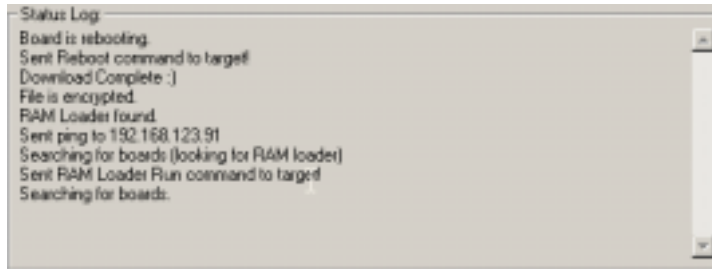 Status Log:
Board is rebooting.
Sent Reboot command to target!
Download Complete :)
File is encrypted.
RAM Loader found.
Sent ping to 192.168.123.91
Searching for boards (looking for RAM loader)
Sent RAM Loader Run command to target!
Searching for boards.